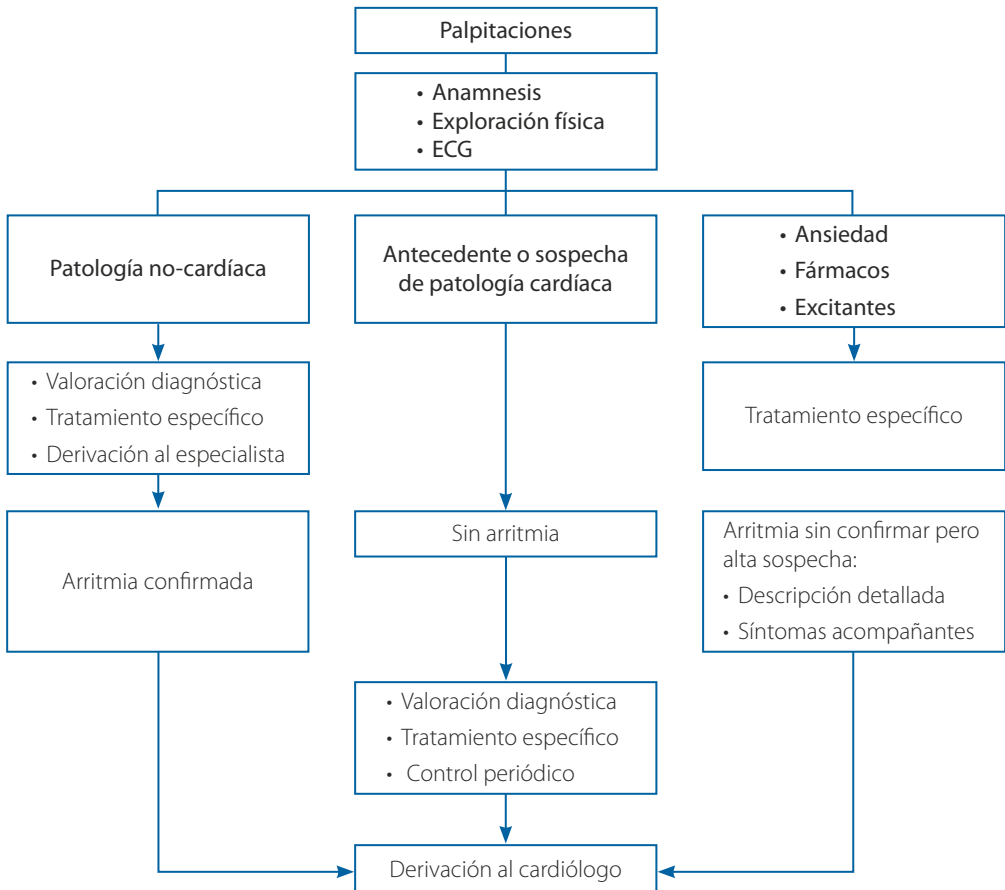 Palpitaciones
• Anamnesis
• Exploración física
• ECG
Patología no-cardíaca
Antecedente o sospecha
de patología cardíaca
• Ansiedad
• Fármacos
• Excitantes
• Valoración diagnóstica
• Tratamiento específico
• Derivación al especialista
Tratamiento específico
Arritmia confirmada
Sin arritmia
Arritmia sin confirmar pero
alta sospecha:
• Descripción detallada
• Síntomas acompañantes
• Valoración diagnóstica
• Tratamiento específico
• Control periódico
Derivación al cardiólogo